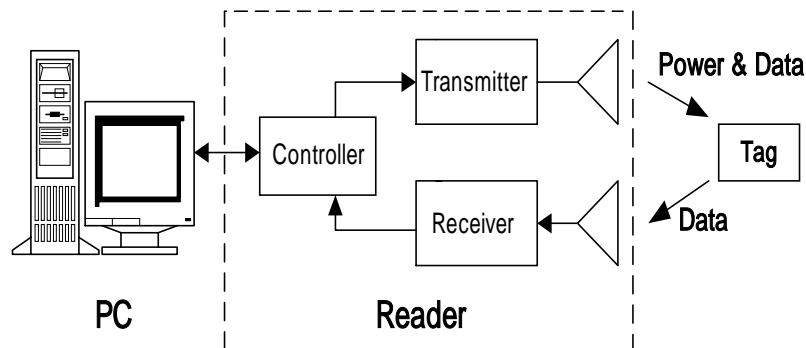 Transmitter
Power & Data
Controller
Tag
Receiver
Data
PC
Reader